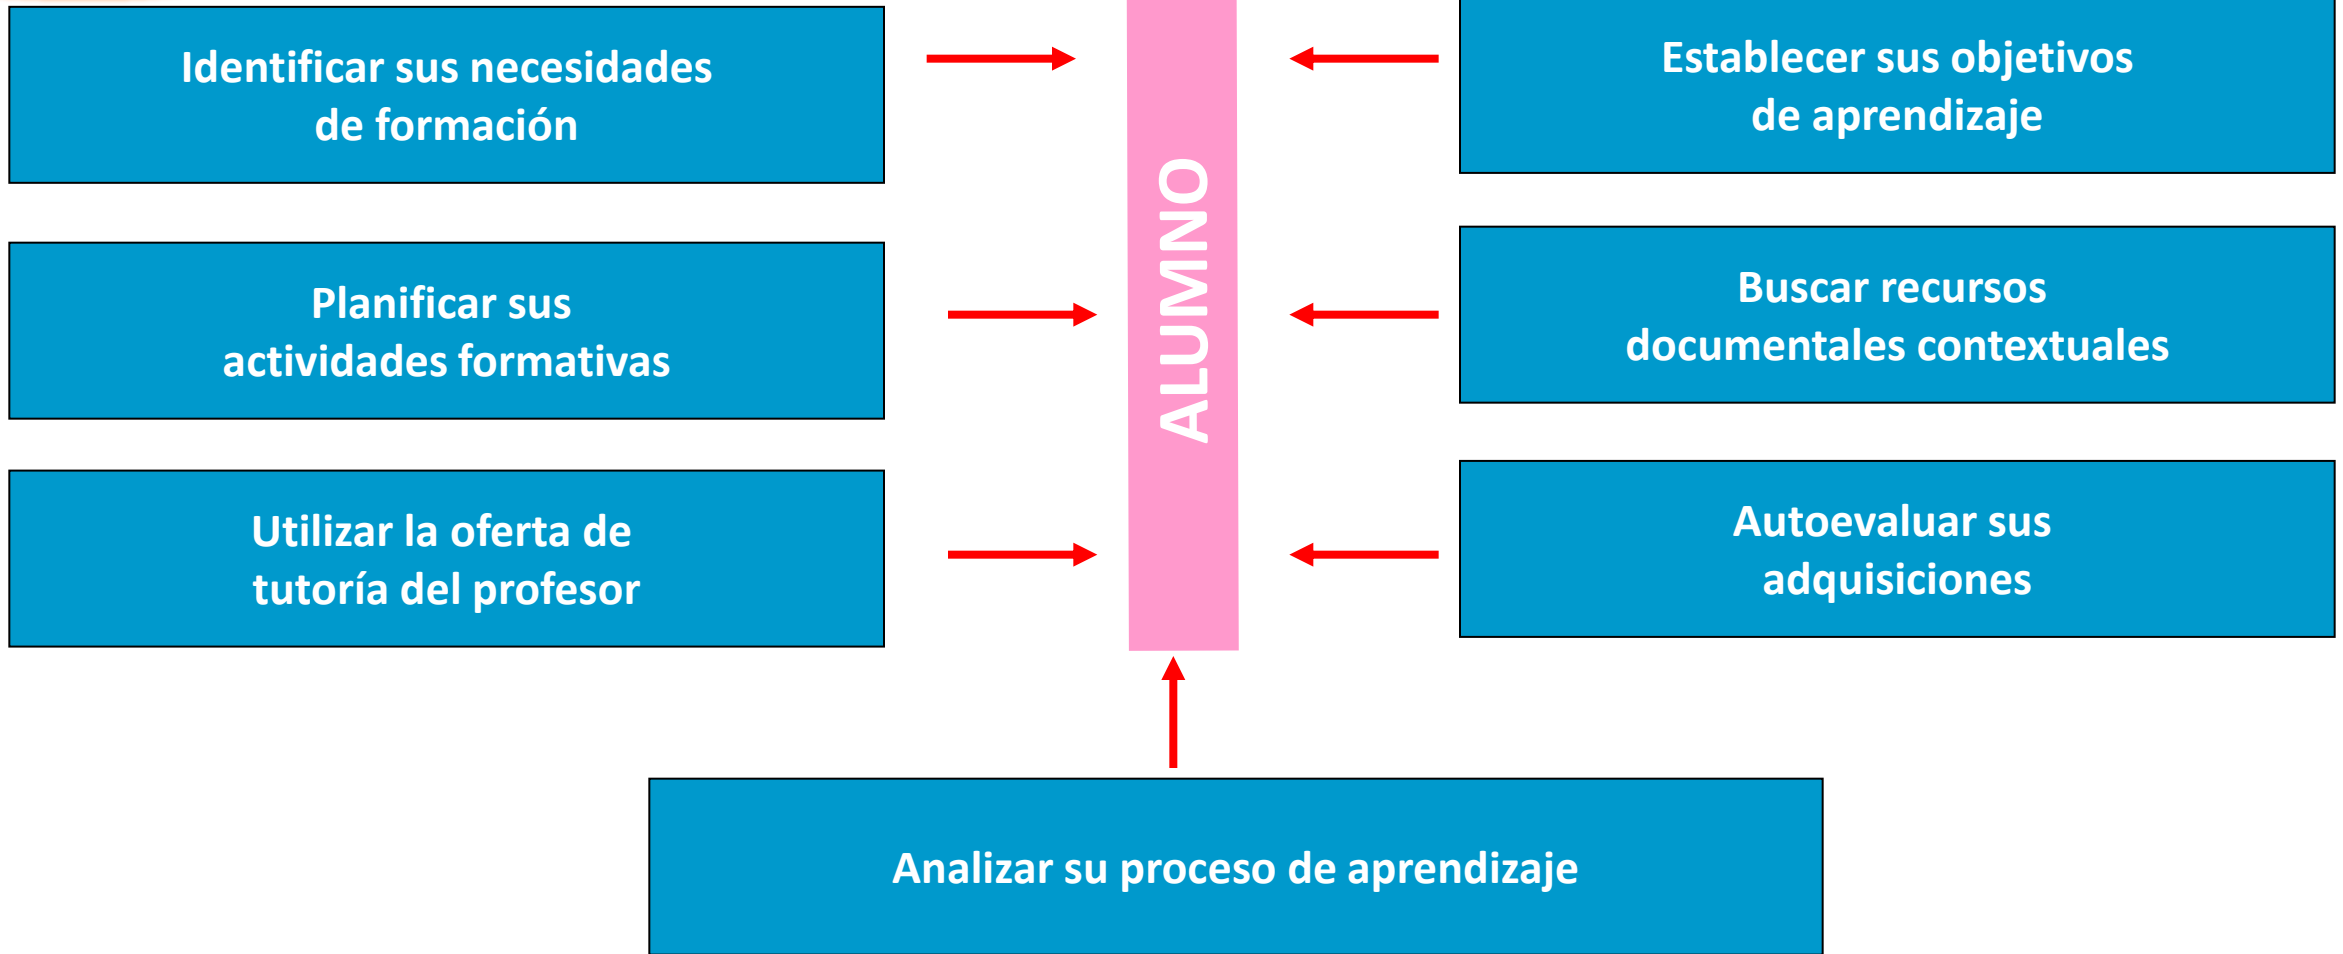 Identificar sus necesidades
de formación
Establecer sus objetivos
de aprendizaje
ALUMNO
Planificar sus
actividades formativas
Buscar recursos
documentales contextuales
Utilizar la oferta de
tutoría del profesor
Autoevaluar sus
adquisiciones
Analizar su proceso de aprendizaje